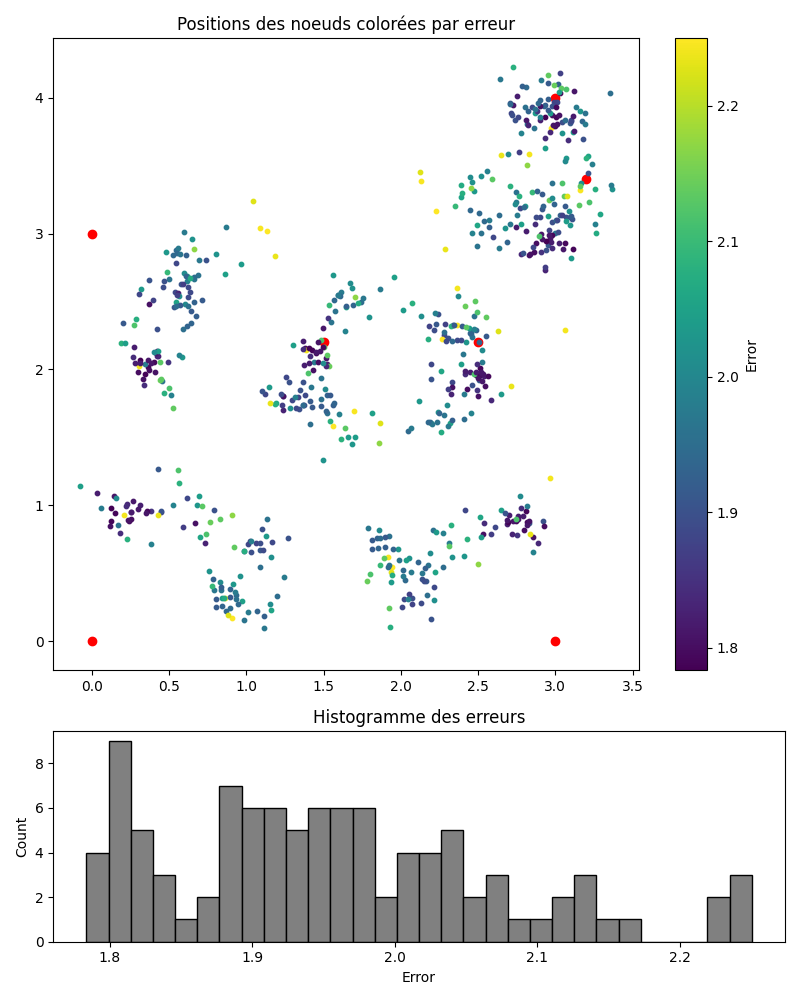 Positions des noeuds colorées par erreur
4
3
2
1
0
0.0 0.5 1.0 1.5 2.0 2.5 3.0 3.5
2.2
2.1
2.0
1.9
1.8
Error
Histogramme des erreurs
8
6
4
2
0
Count
1.8 1.9 2.0 2.1 2.2
Error